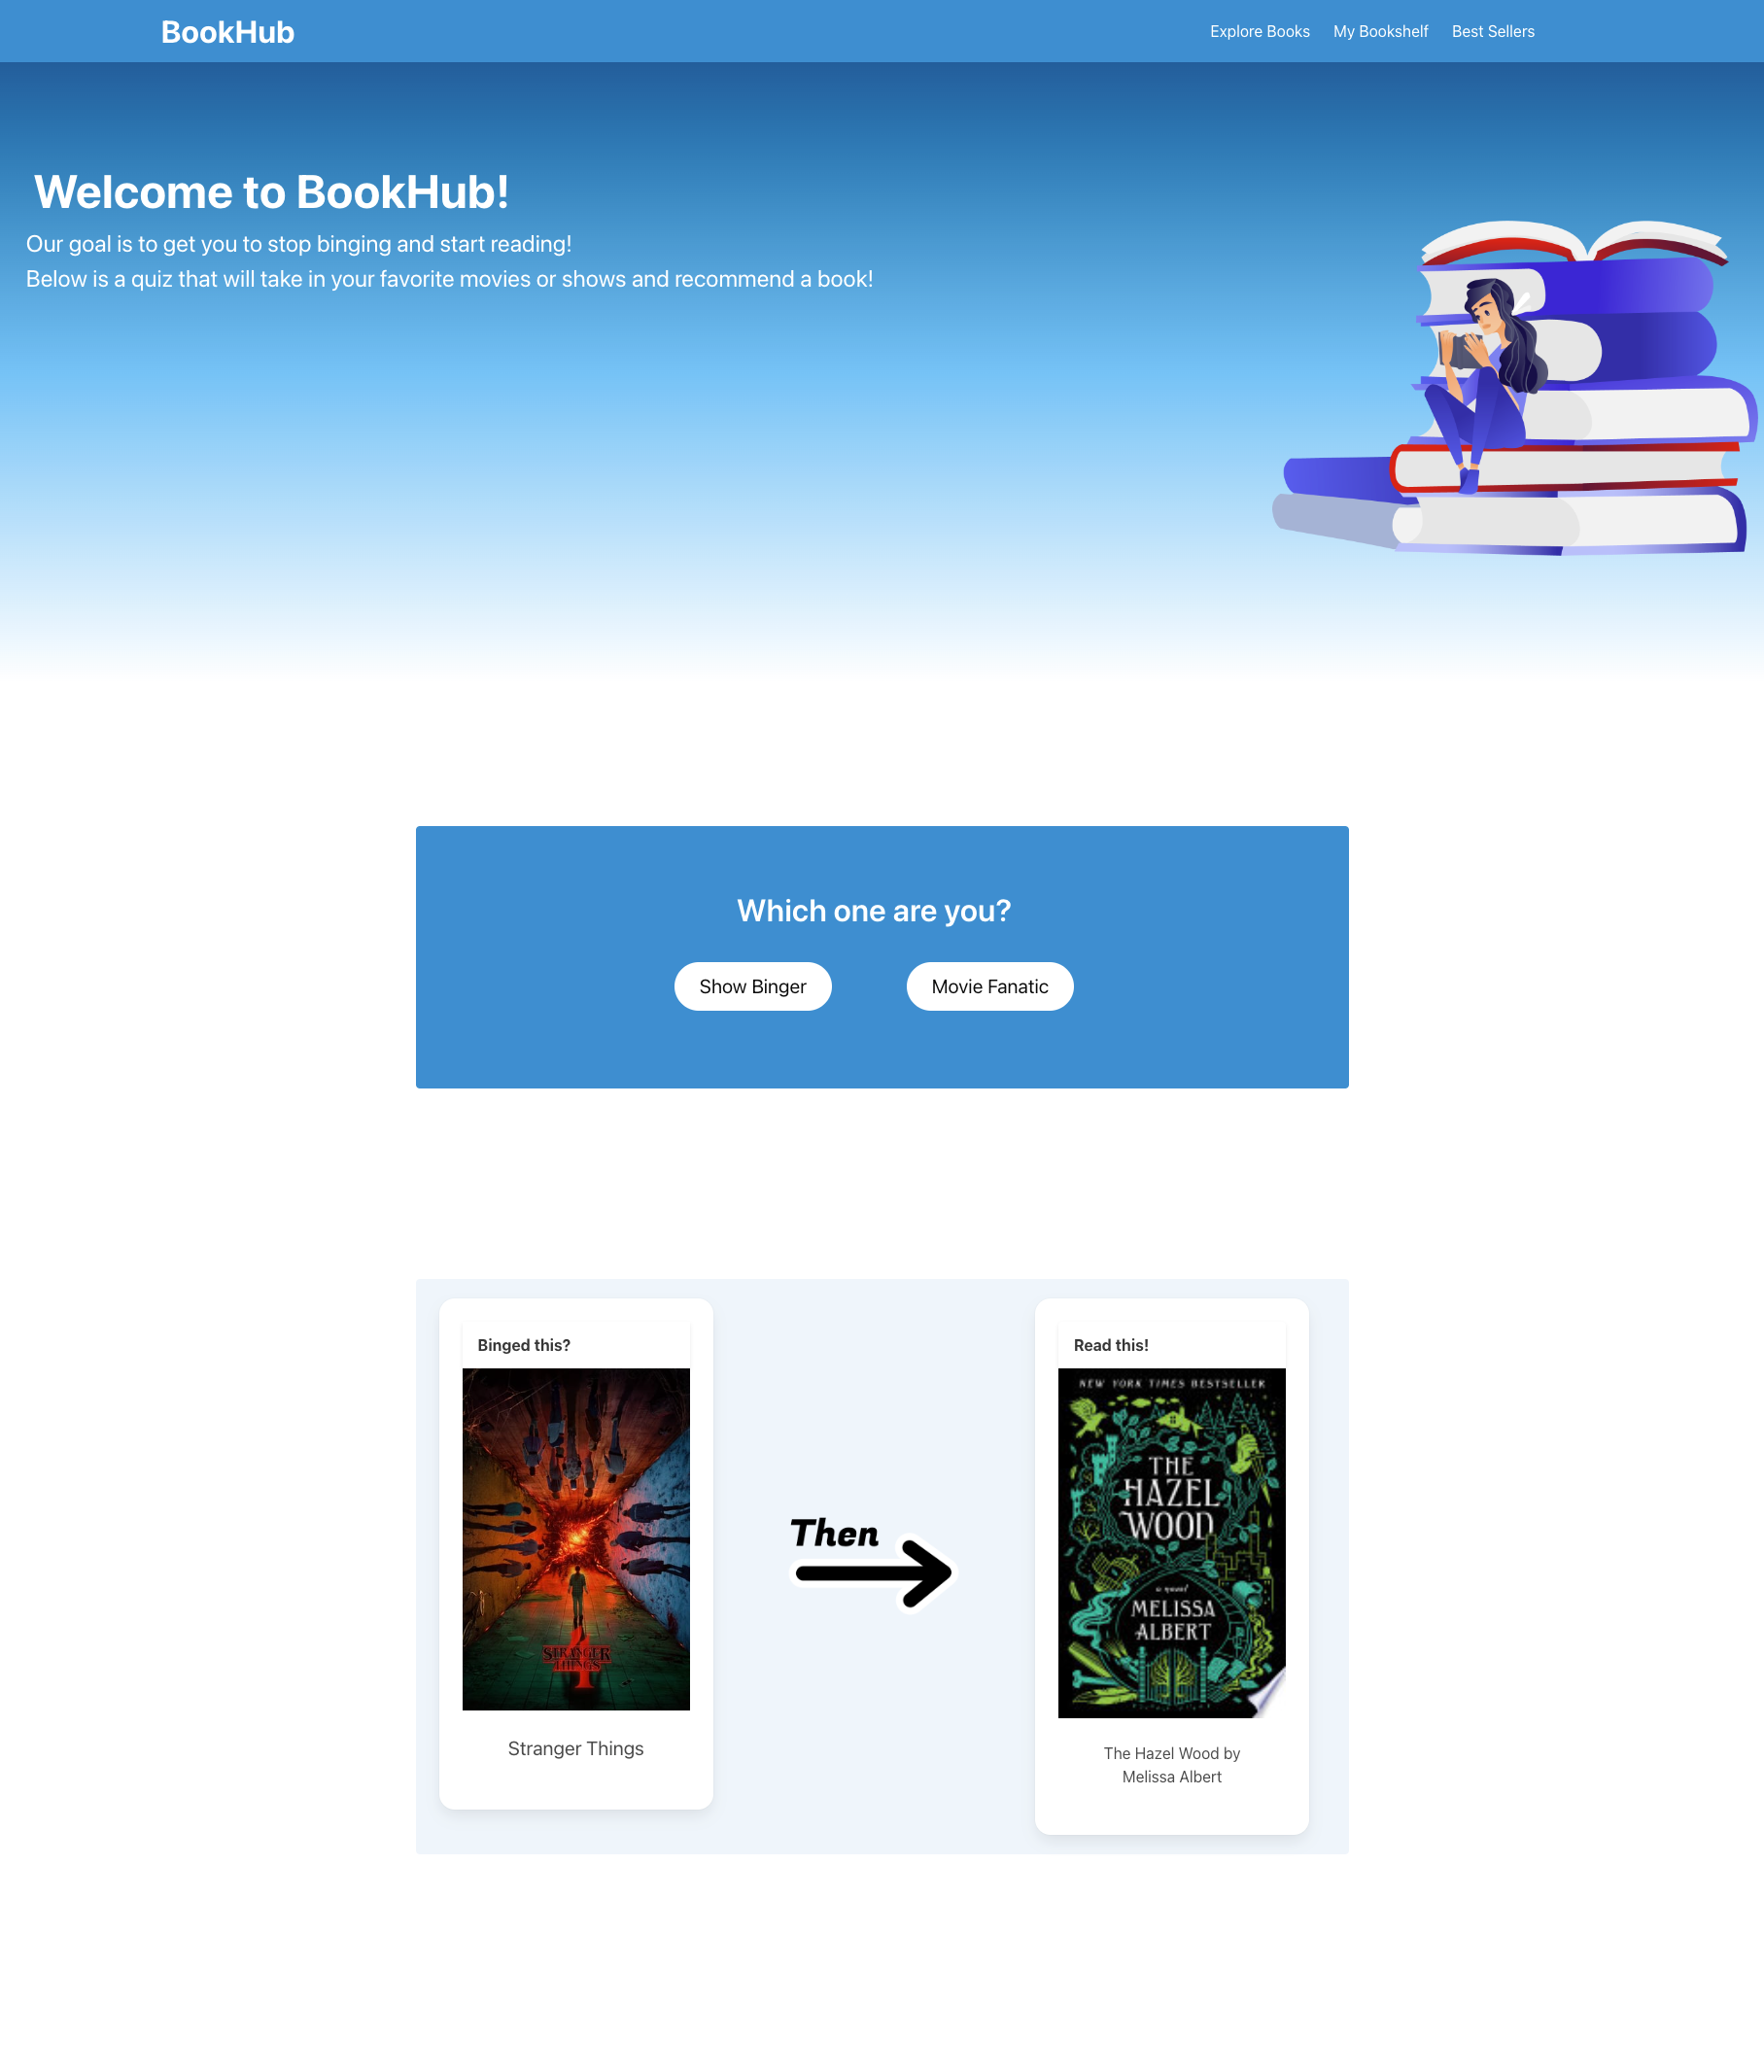 BookHub
Explore Books
My Bookshelf
Best Sellers
Welcome to BookHub!
Our goal is to get you to stop binging and start reading!
Below is a quiz that will take in your favorite movies or shows and recommend a book!
Which one are you?
Show Binger
Movie Fanatic
Binged this?
STRANGER
THINGS
4
Stranger Things
Then
Read this!
NEW YORK TIMES BESTSELLER
THE
HAZEL
WOOD
a novel
MELISSA
ALBERT
The Hazel Wood by
Melissa Albert